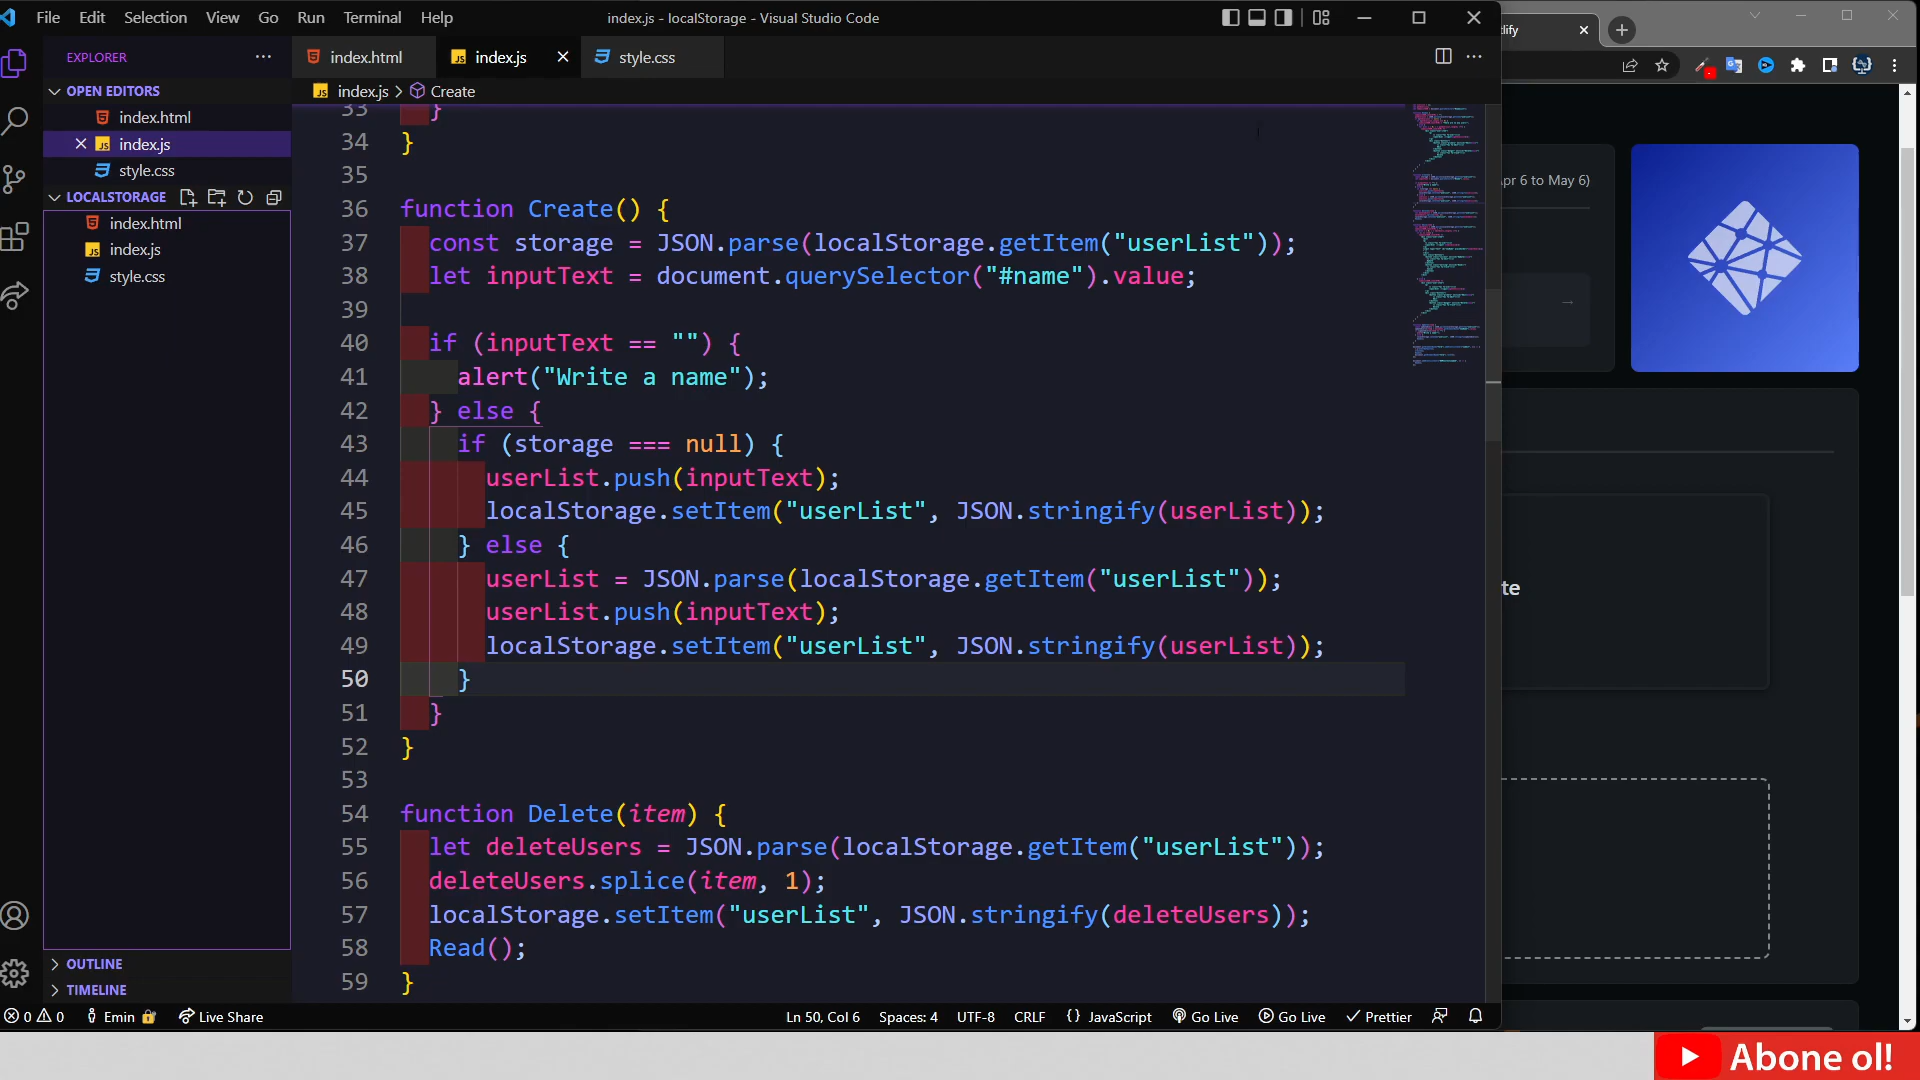 File Edit Selection View Go Run Terminal Help
index.js - localStorage - Visual Studio Code
EXPLORER
OPEN EDITORS
index.html
index.js
style.css
LOCALSTORAGE
index.html
index.js
style.css
OUTLINE
TIMELINE
index.html index.js style.css
index.js Create
33 }
34 }
35
36 function Create() {
37 const storage = JSON.parse(localStorage.getItem("userList"));
38 let inputText = document.querySelector("#name").value;
39
40 if (inputText == "") {
41 alert("Write a name");
42 } else {
43 if (storage === null) {
44 userList.push(inputText);
45 localStorage.setItem("userList", JSON.stringify(userList));
46 } else {
47 userList = JSON.parse(localStorage.getItem("userList"));
48 userList.push(inputText);
49 localStorage.setItem("userList", JSON.stringify(userList));
50 }
51 }
52 }
53
54 function Delete(item) {
55 let deleteUsers = JSON.parse(localStorage.getItem("userList"));
56 deleteUsers.splice(item, 1);
57 localStorage.setItem("userList", JSON.stringify(deleteUsers));
58 Read();
59 }
0 0 Emin Live Share
Ln 50, Col 6 Spaces: 4 UTF-8 CRLF {} JavaScript Go Live Go Live Prettier
lify
pr 6 to May 6)
te
Abone ol!